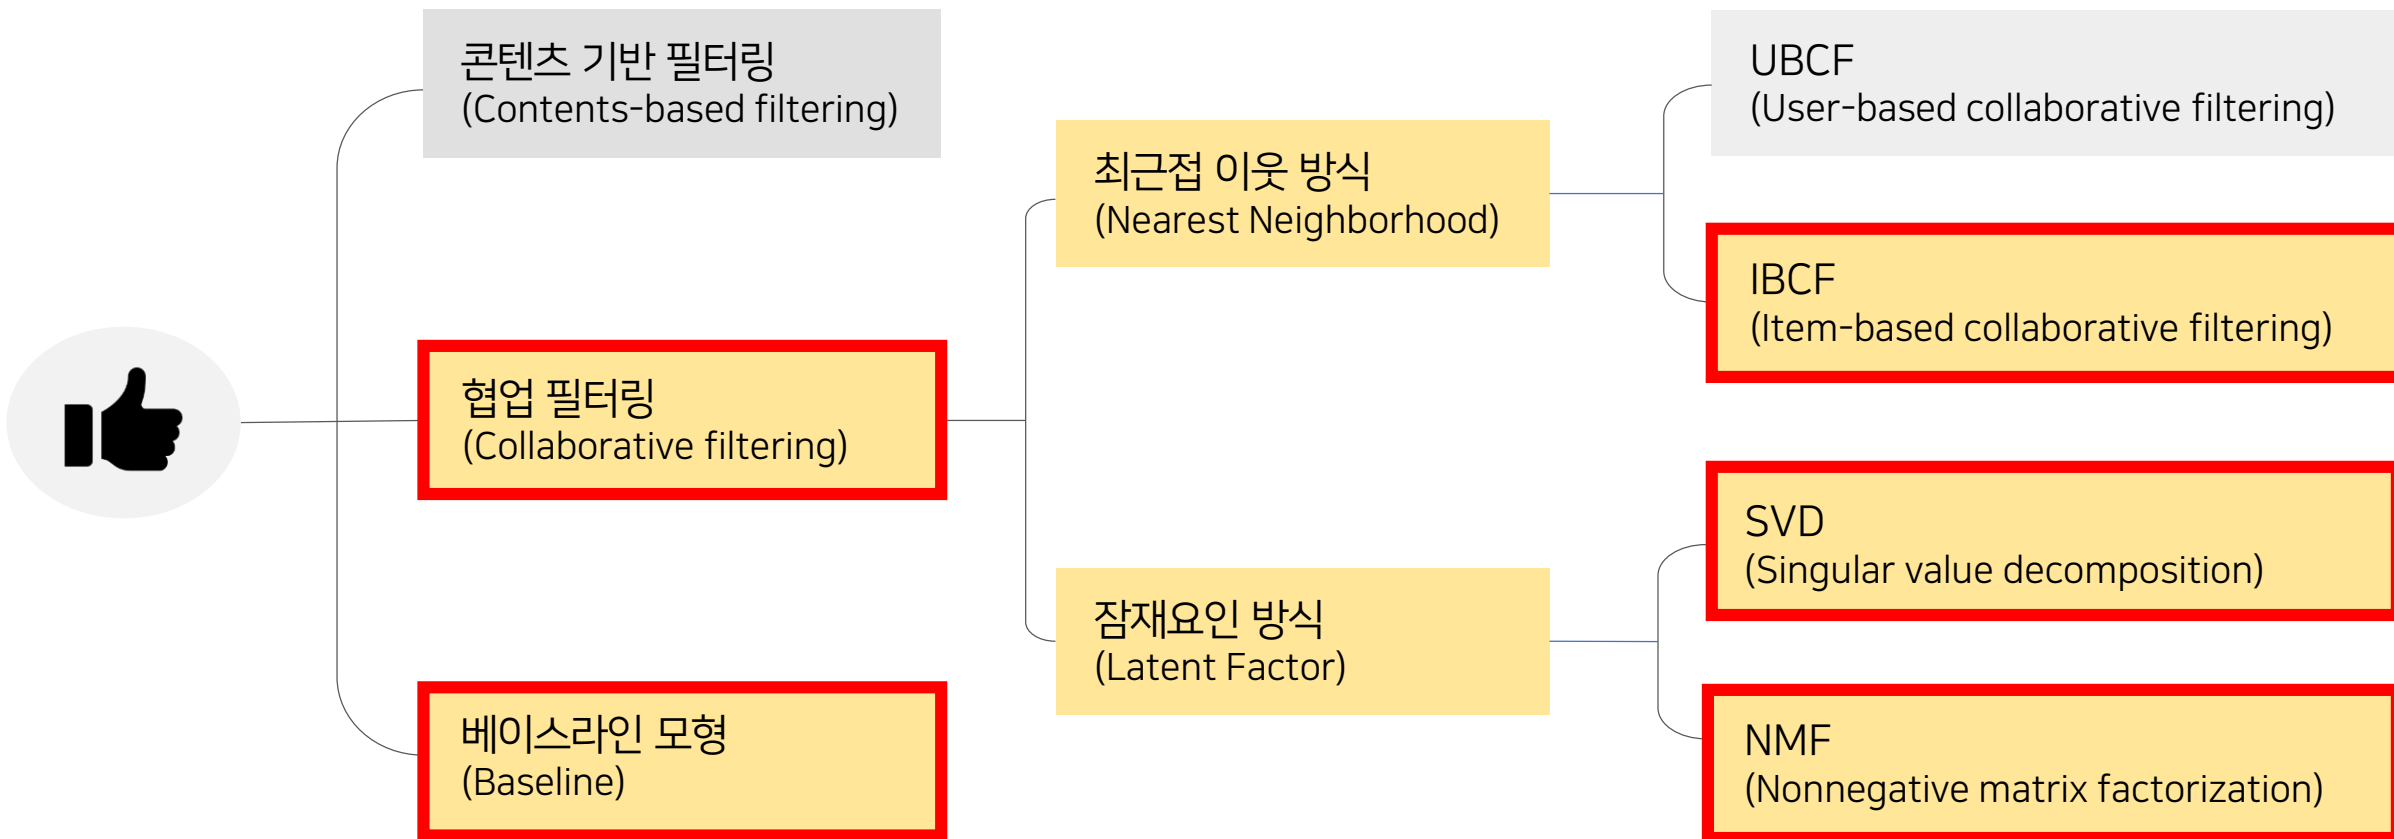 콘텐츠 기반 필터링
(Contents-based filtering)
협업 필터링
(Collaborative filtering)
베이스라인 모형
(Baseline)
최근접 이웃 방식
(Nearest Neighborhood)
잠재요인 방식
(Latent Factor)
UBCF
(User-based collaborative filtering)
IBCF
(Item-based collaborative filtering)
SVD
(Singular value decomposition)
NMF
(Nonnegative matrix factorization)